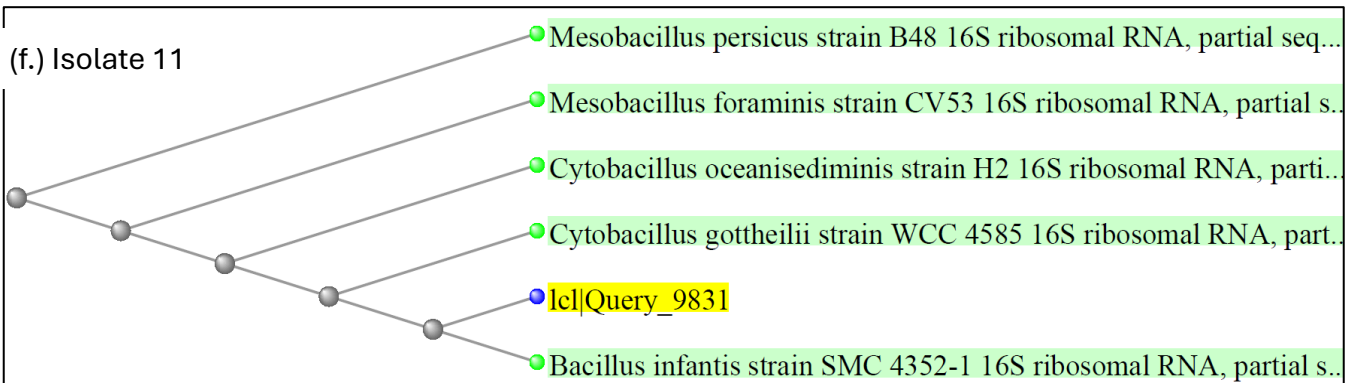 (f.) Isolate 11
Mesobacillus persicus strain B48 16S ribosomal RNA, partial seq...
Mesobacillus foraminis strain CV53 16S ribosomal RNA, partial s...
Cytobacillus oceanisediminis strain H2 16S ribosomal RNA, parti...
Cytobacillus gottheilii strain WCC 4585 16S ribosomal RNA, part...
lcl|Query_9831
Bacillus infantis strain SMC 4352-1 16S ribosomal RNA, partial s...